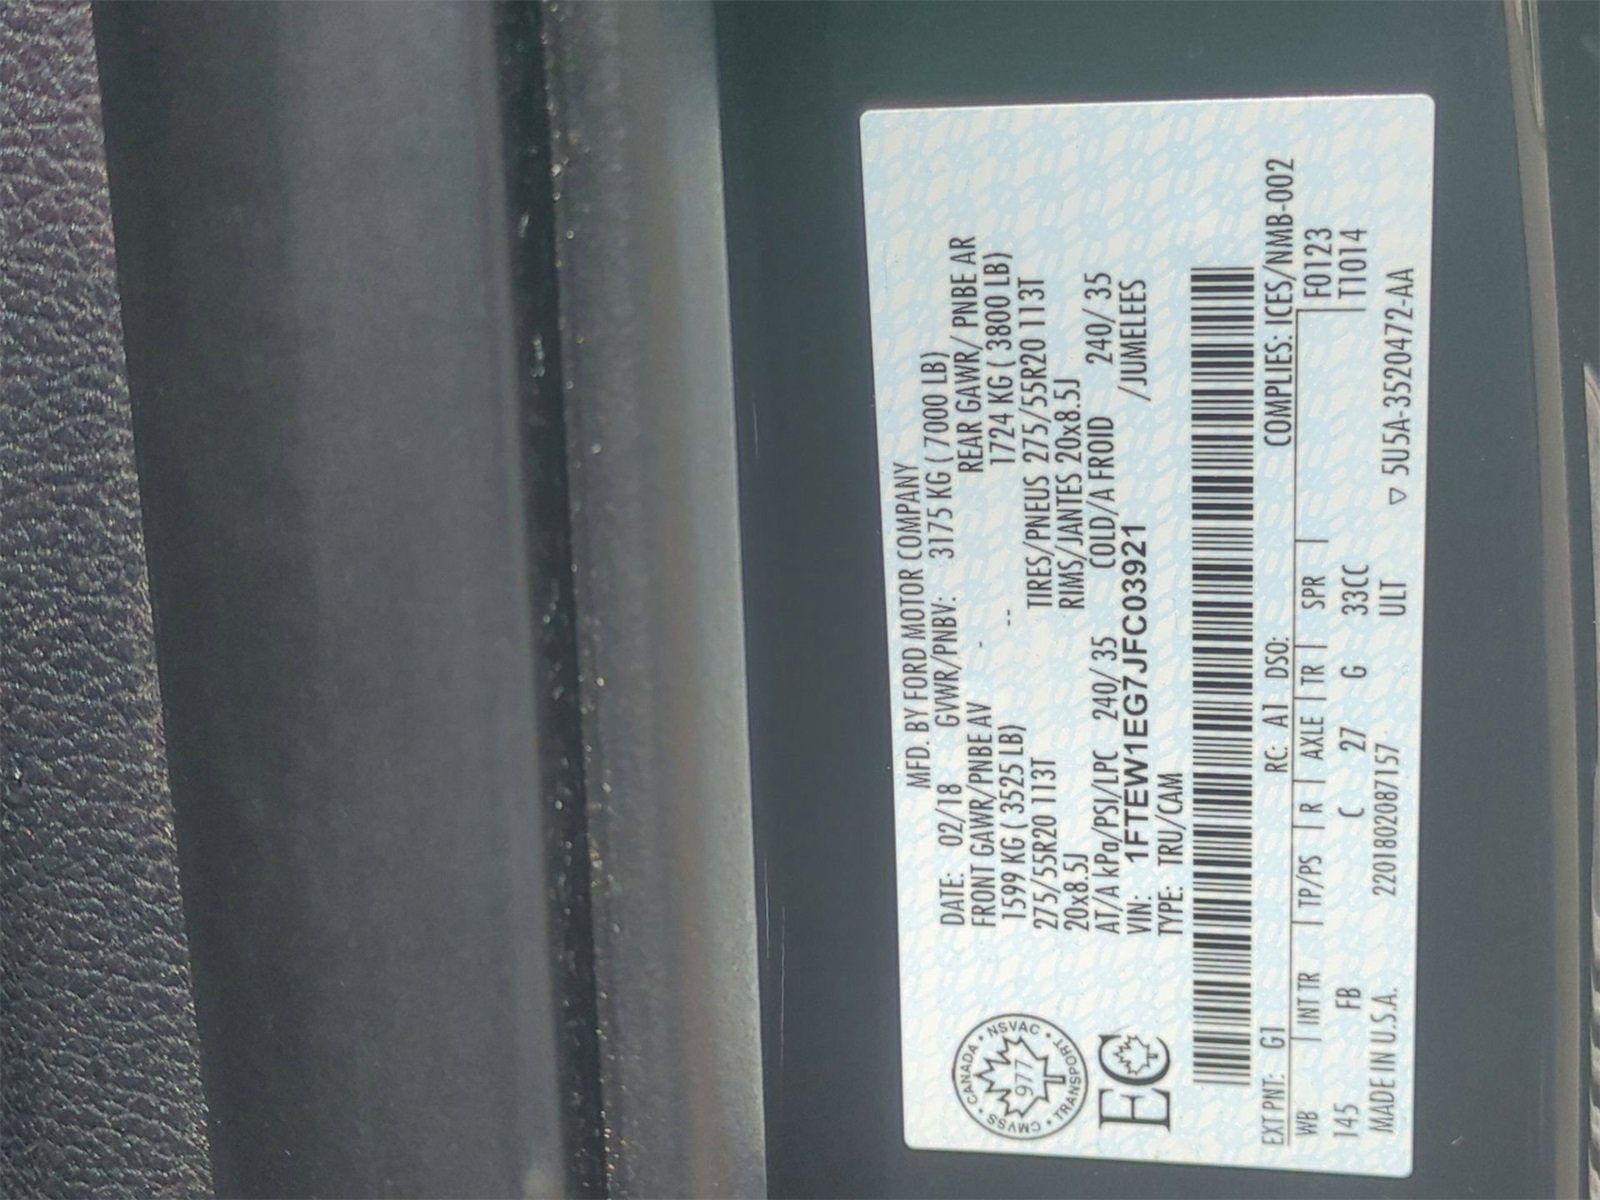 MFD. BY FORD MOTOR COMPANY
DATE: 02/18 GVWR/PNBV: 3175 KG ( 7000 LB)
FRONT GAWR/PNBE AV - REAR GAWR/ PNBE AR
1599 KG ( 3525 LB) -- 1724 KG ( 3800 LB)
275/55R20 113T TIRES/PNEUS 275/55R20 113T
20x8.5J RIMS/JANTES 20x8.5J
AT/A kPa/PSI/LPC 240/ 35 COLD/A FROID 240/ 35
VIN: 1FTEW1EG7JFC03921 /JUMELEES
TYPE: TRU/CAM
CANADA • NSVAC • TRANSPORT • CMVSS •
977
EC
EXT PNT: G1 RC: A1 DSO: COMPLIES: ICES/NMB-002
WB | INT TR | TP/PS | R | AXLE | TR | SPR | F0123
145 FB C 27 G 33CC T1014
MADE IN U.S.A. 2201802087157 ULT ▽ 5U5A-3520472-AA